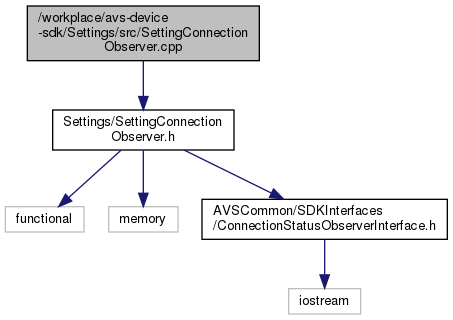 /workplace/avs-device
-sdk/Settings/src/SettingConnection
Observer.cpp
Settings/SettingConnection
Observer.h
functional
memory
AVSCommon/SDKInterfaces
/ConnectionStatusObserverInterface.h
iostream